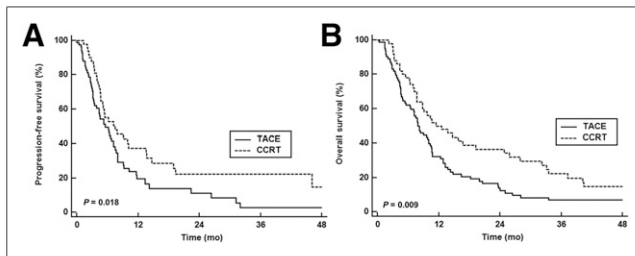 A
100
80
60
40
20
0
Progression-free survival (%)
TACE
CCRT
P = 0.018
0 12 24 36 48
Time (mo)
B
100
80
60
40
20
0
Overall survival (%)
TACE
CCRT
P = 0.009
0 12 24 36 48
Time (mo)